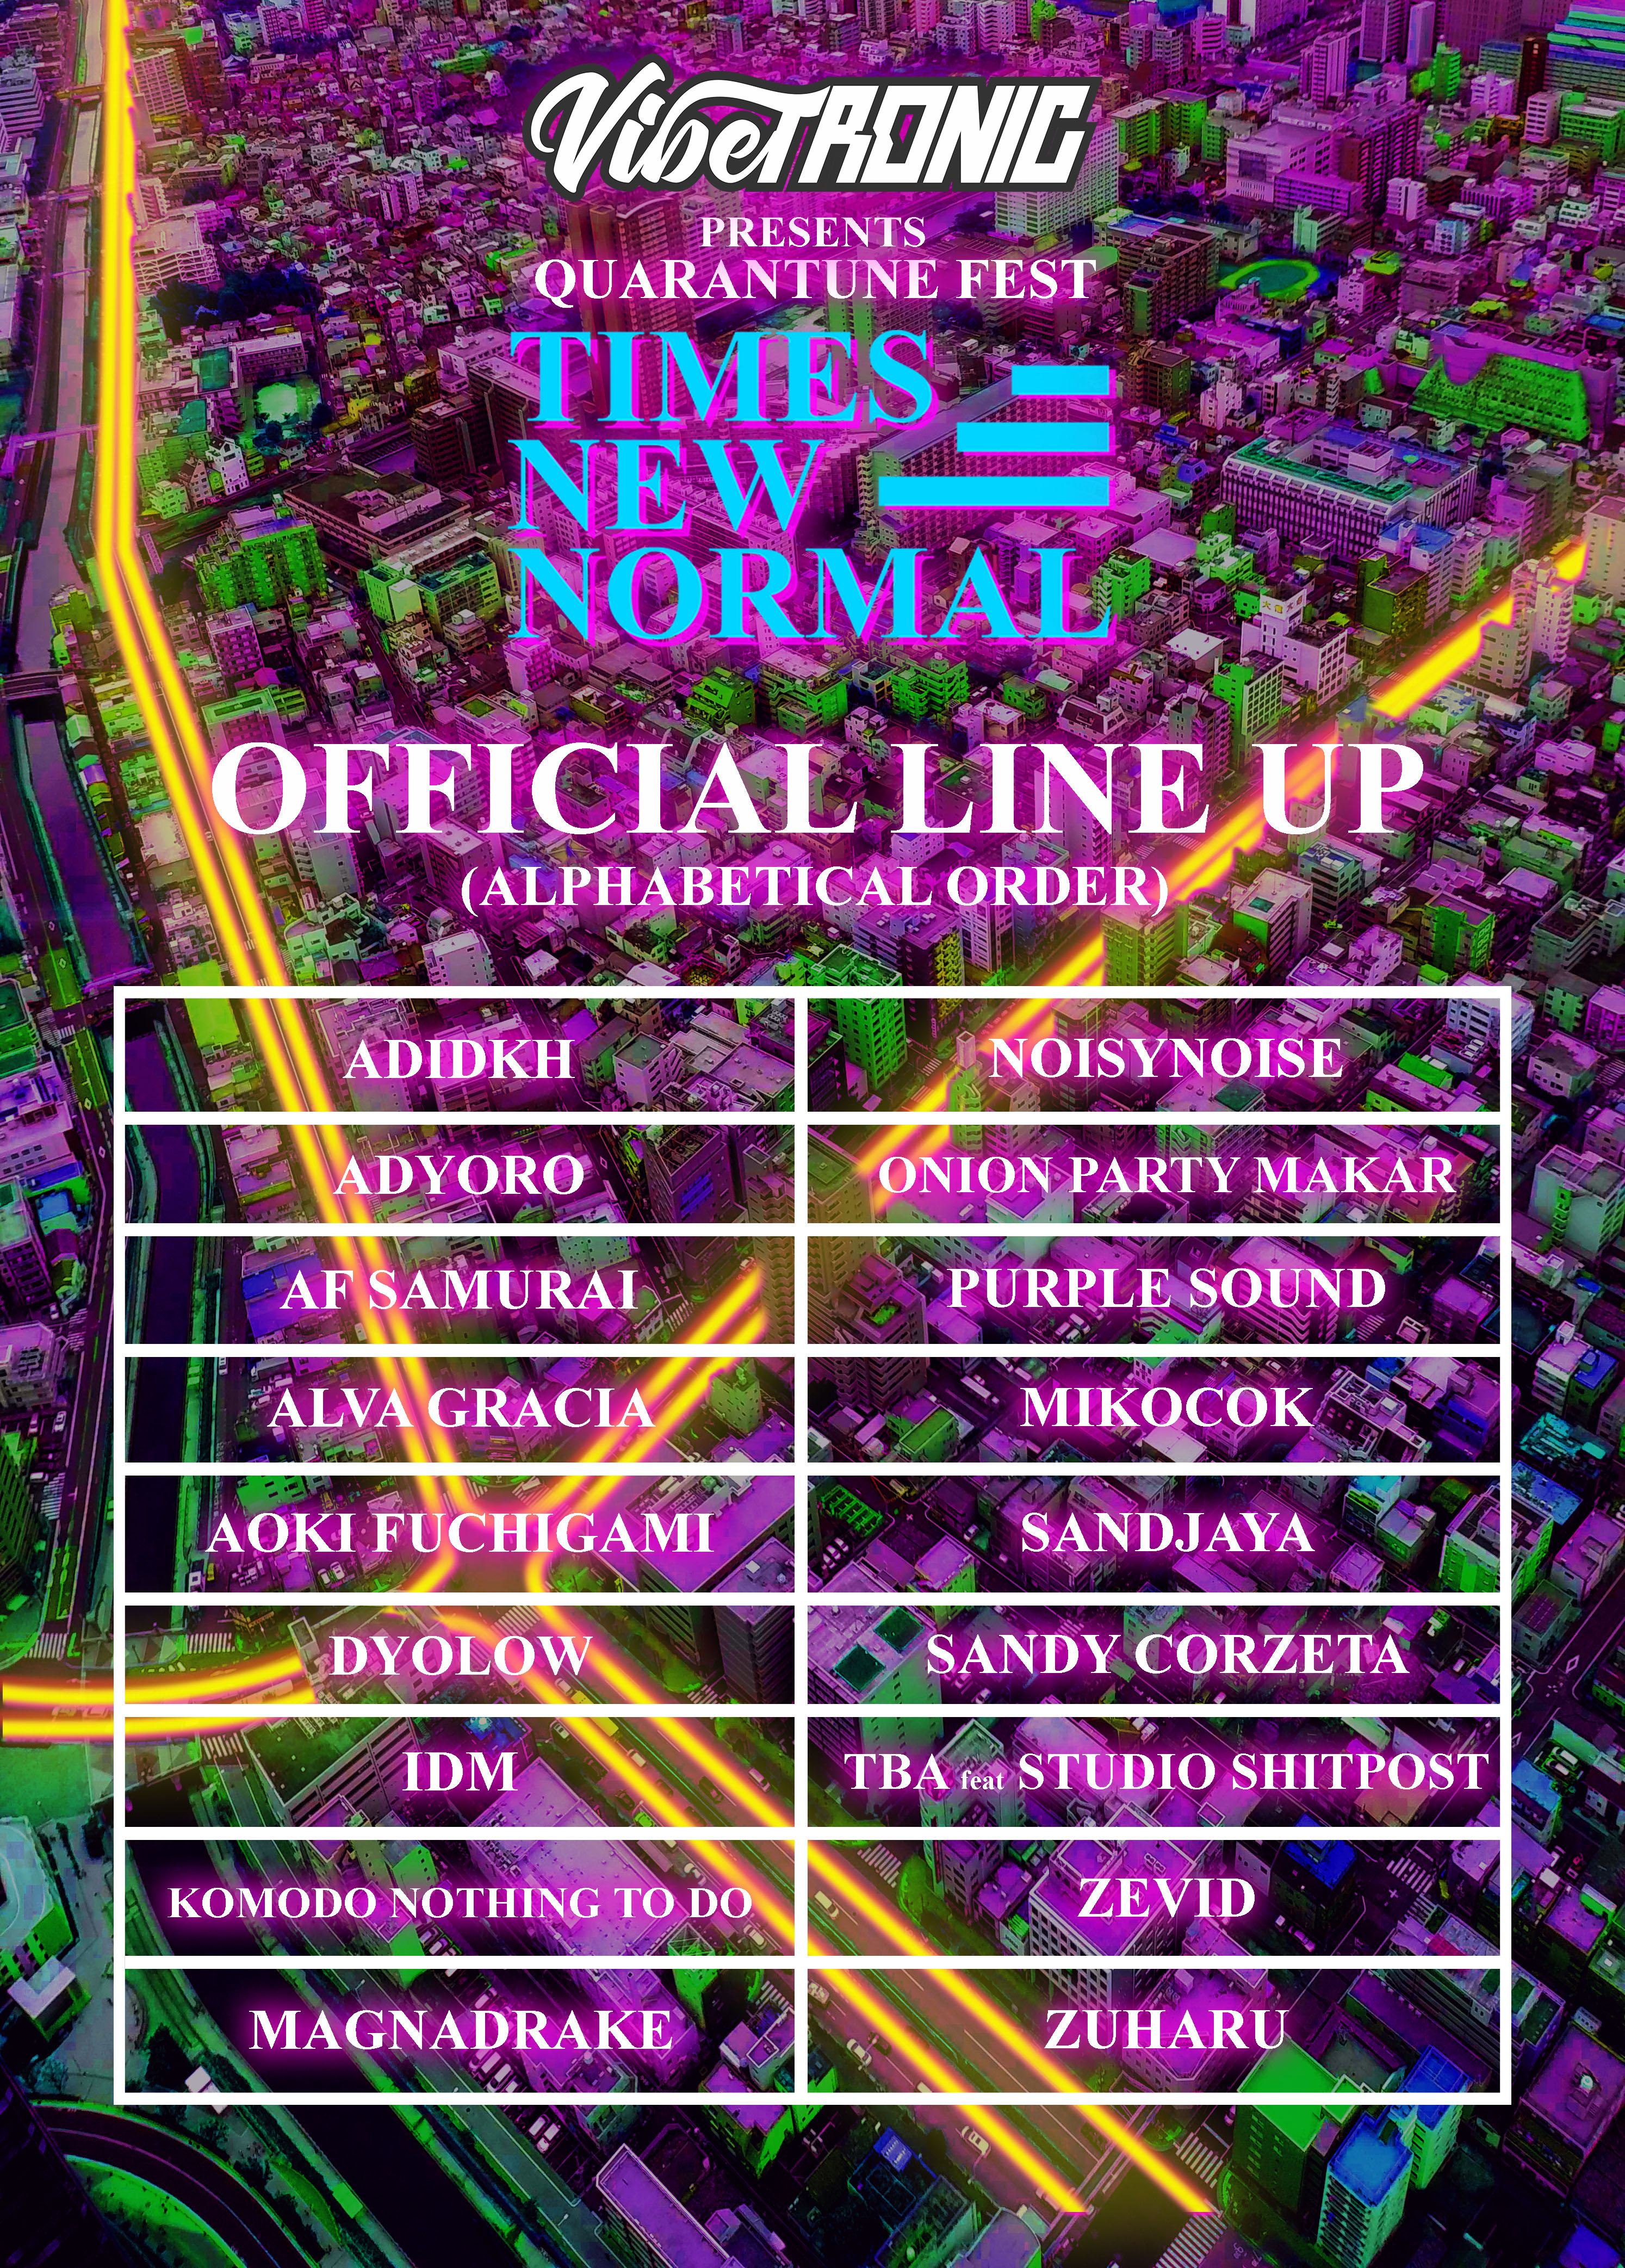 VibeTRONIC
PRESENTS
QUARANTUNE FEST
TIMES
NEW
NORMAL
OFFICIAL LINE UP
(ALPHABETICAL ORDER)
ADIDKH
ADYORO
AF SAMURAI
ALVA GRACIA
AOKI FUCHIGAMI
DYOLOW
IDM
KOMODO NOTHING TO DO
MAGNADRAKE
NOISYNOISE
ONION PARTY MAKAR
PURPLE SOUND
MIKOCOK
SANDJAYA
SANDY CORZETA
TBA feat STUDIO SHITPOST
ZEVID
ZUHARU